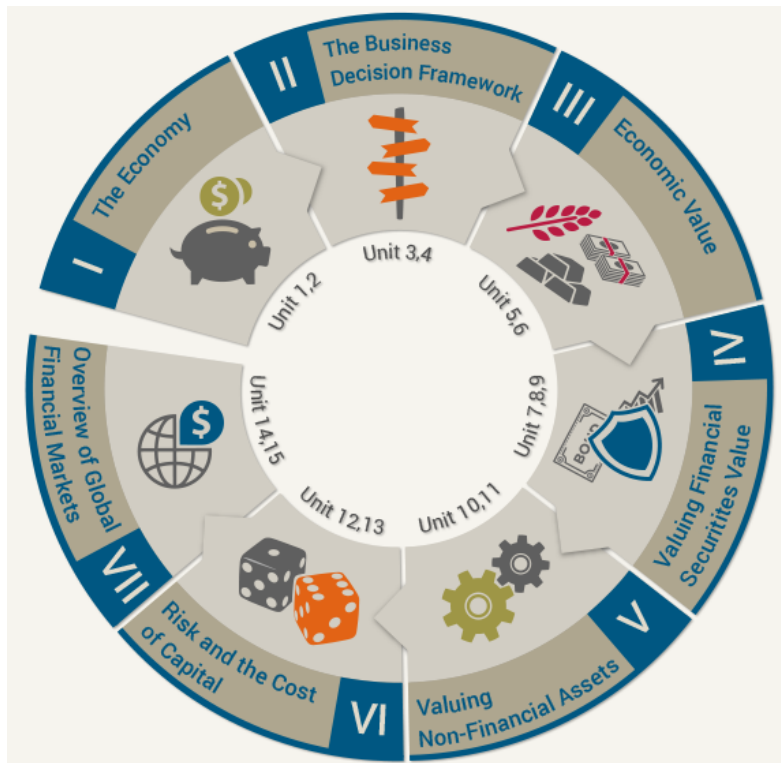 I
The Economy
$
Unit 1,2
II
The Business
Decision Framework
Unit 3,4
III
Economic Value
Unit 5,6
IV
Valuing Financial
Securitites Value
BOND
Unit 7,8,9
V
Valuing
Non-Financial Assets
Unit 10,11
VI
Risk and the Cost
of Capital
Unit 12,13
VII
Overview of Global
Financial Markets
$
Unit 14,15